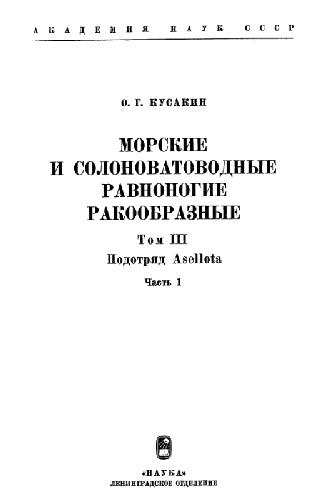 АКАДЕМИЯ НАУК СССР
О. Г. КУСАКИН
МОРСКИЕ
И СОЛОНОВАТОВОДНЫЕ
РАВНОНОГИЕ
РАКООБРАЗНЫЕ
Том III
Подотряд Asellota
Часть 1
«НАУКА»
ЛЕНИНГРАДСКОЕ ОТДЕЛЕНИЕ